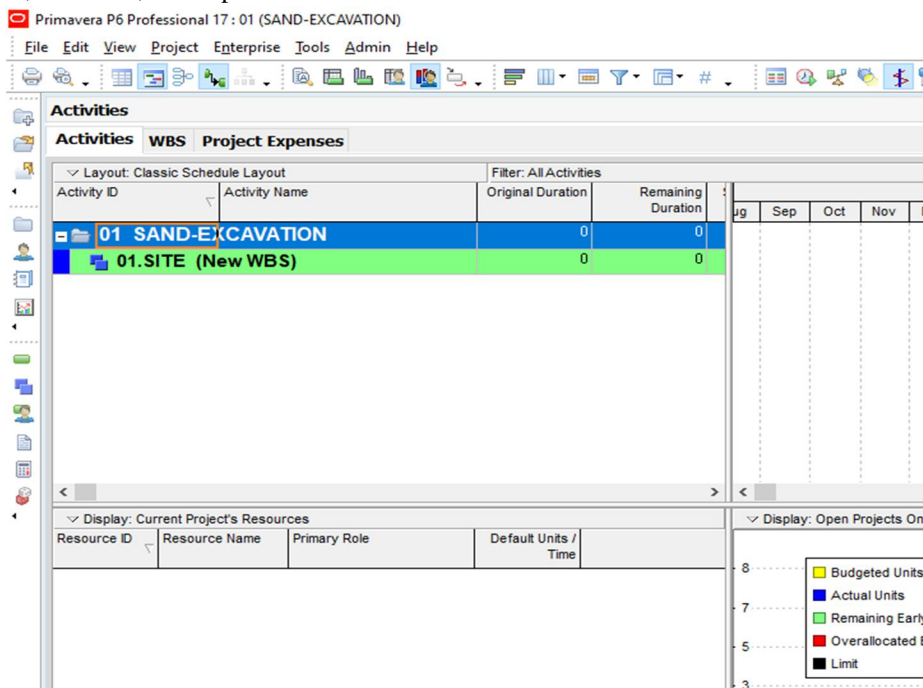 Primavera P6 Professional 17 : 01 (SAND-EXCAVATION)
File Edit View Project Enterprise Tools Admin Help
Activities
Activities WBS Project Expenses
Layout: Classic Schedule Layout Filter: All Activities
Activity ID Activity Name Original Duration Remaining Duration
ug Sep Oct Nov
01 SAND-EXCAVATION 0 0
01.SITE (New WBS) 0 0
Display: Current Project's Resources Display: Open Projects On
Resource ID Resource Name Primary Role Default Units / Time
8
Budgeted Units
Actual Units
7
Remaining Early
5
Overallocated E
Limit
3